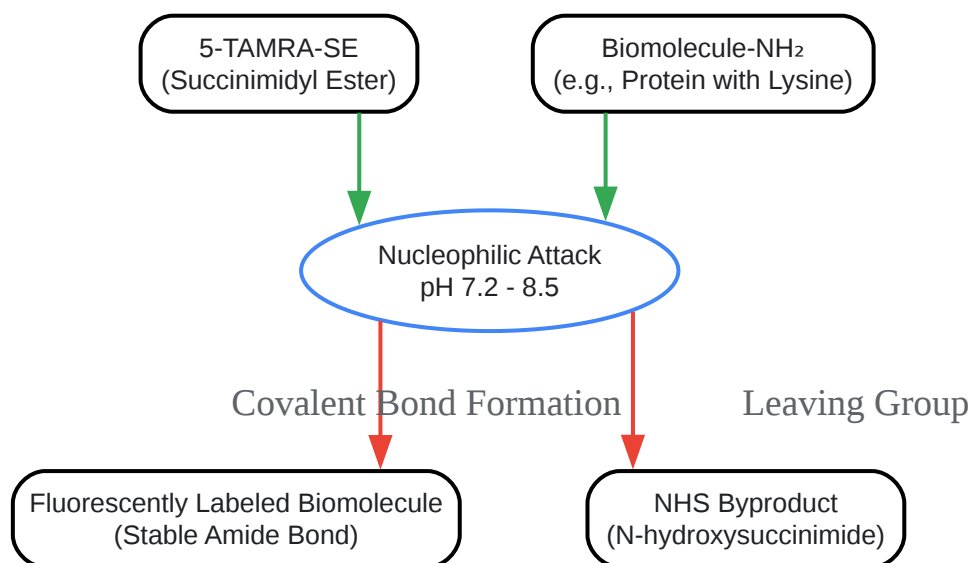 5-TAMRA-SE
(Succinimidyl Ester)
Biomolecule-NH₂
(e.g., Protein with Lysine)
Nucleophilic Attack
pH 7.2 - 8.5
Covalent Bond Formation
Leaving Group
Fluorescently Labeled Biomolecule
(Stable Amide Bond)
NHS Byproduct
(N-hydroxysuccinimide)